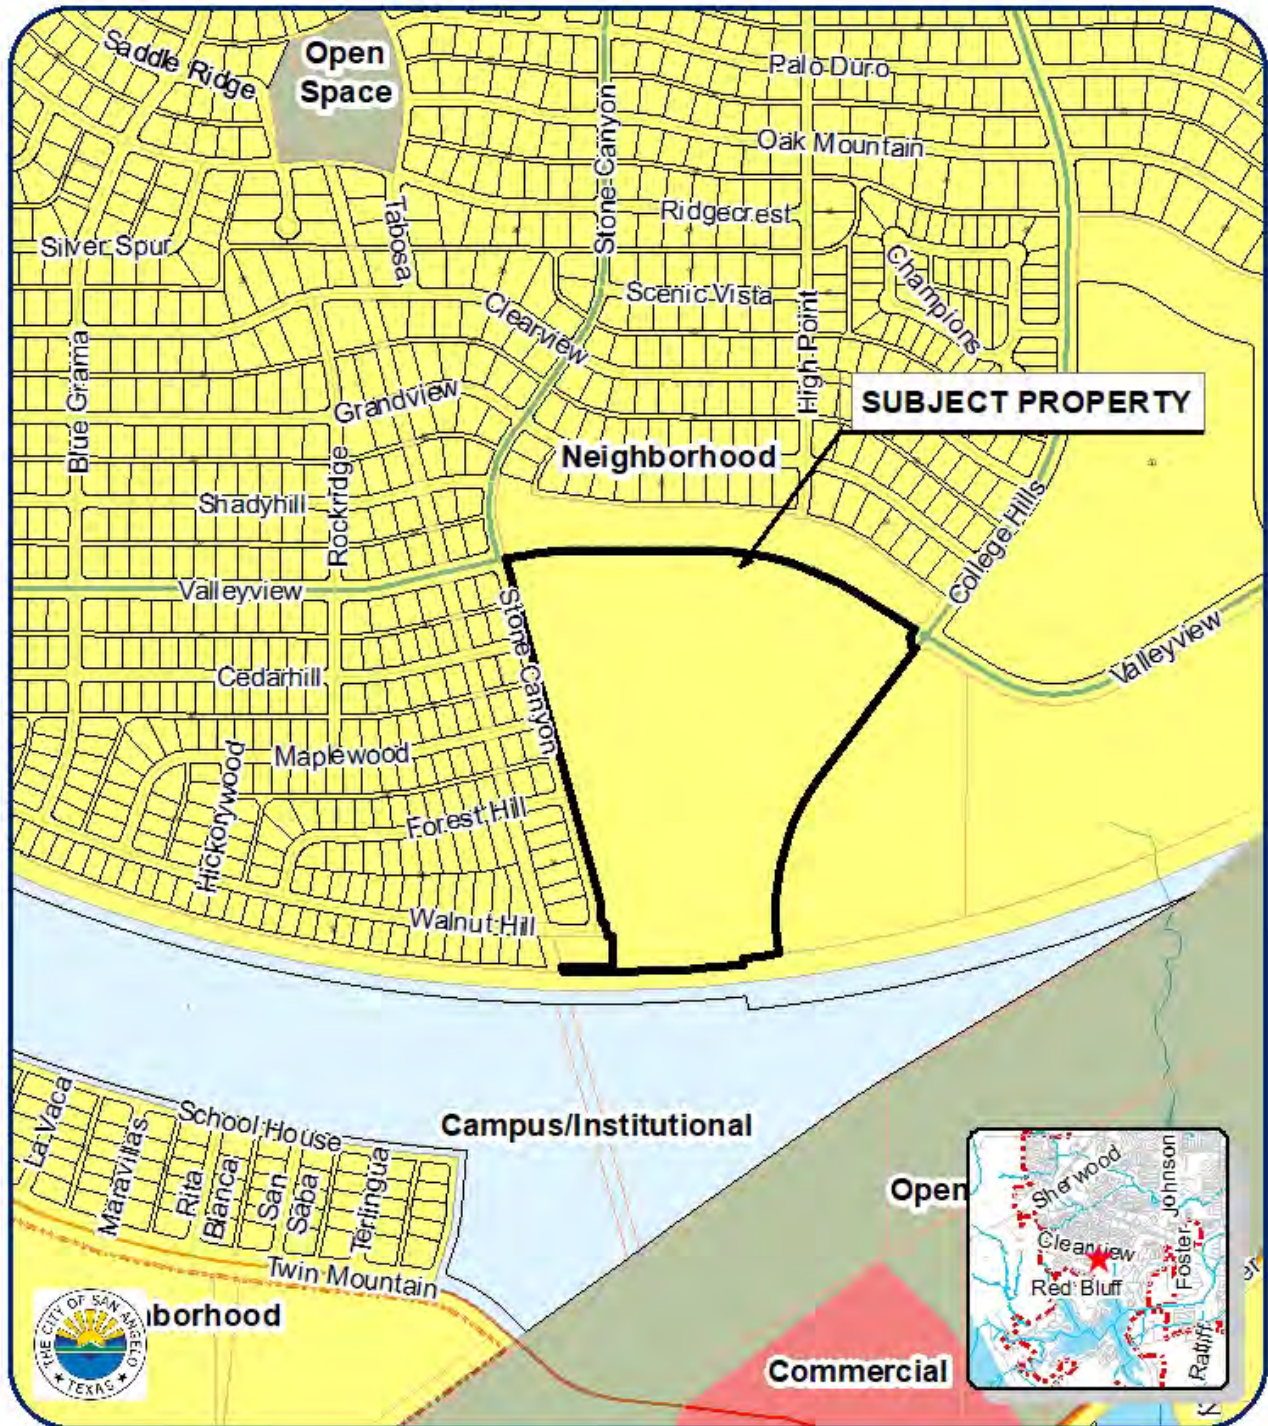 Saddle Ridge
Open
Space
Palo Duro
Stone Canyon
Oak Mountain
Tabosa
Ridgecrest
Silver Spur
Champions
Scenic Vista
Clearview
High Point
Blue Grama
Grandview
SUBJECT PROPERTY
Neighborhood
Rockridge
Shadyhill
College Hills
Valleyview
Stone Canyon
Valleyview
Cedarhill
Maplewood
Hickorywood
Forest Hill
Walnut Hill
La Vaca
School House
Maravillas
Campus/Institutional
Rita
Blanca
San
Saba
Terlingua
Open
Sherwood
Johnson
Clearview
Foster
Red Bluff
Ratliff
Twin Mountain
THE CITY OF SAN ANGELO
TEXAS
hborhood
Commercial